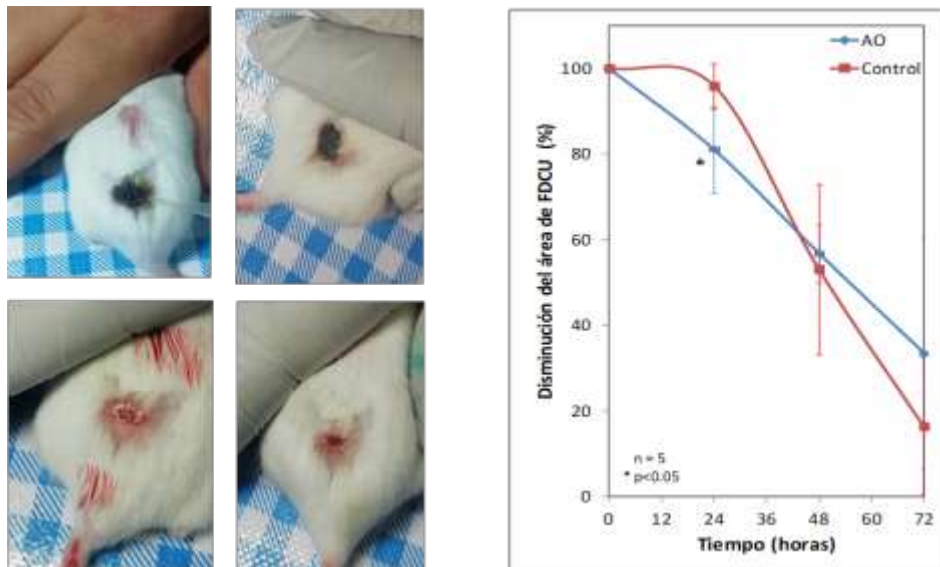 AO
Control
Disminución del área de FDCU (%)
100
80
60
40
20
0
*
n = 5
* p<0.05
0 12 24 36 48 60 72
Tiempo (horas)